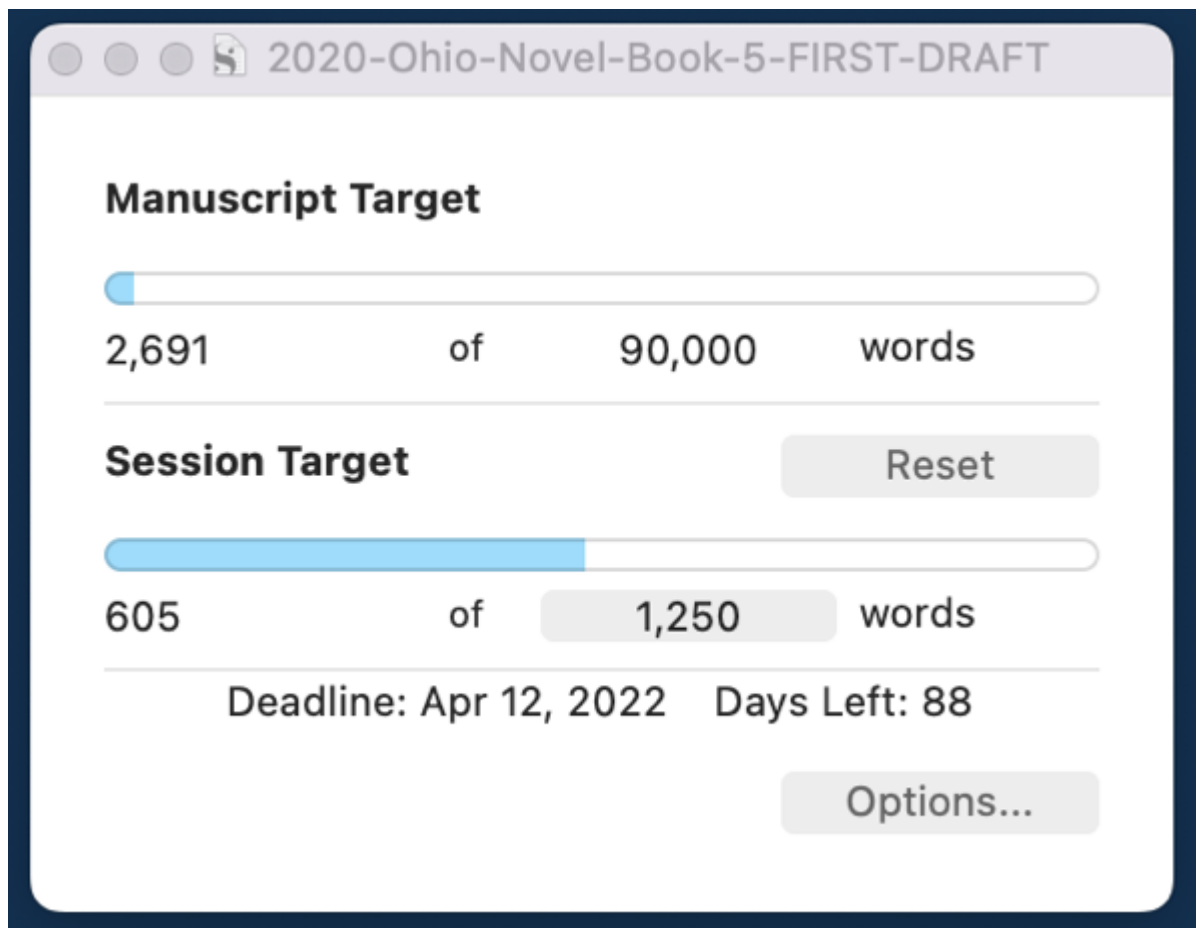 2020-Ohio-Novel-Book-5-FIRST-DRAFT
Manuscript Target
2,691 of 90,000 words
Session Target Reset
605 of 1,250 words
Deadline: Apr 12, 2022 Days Left: 88
Options...